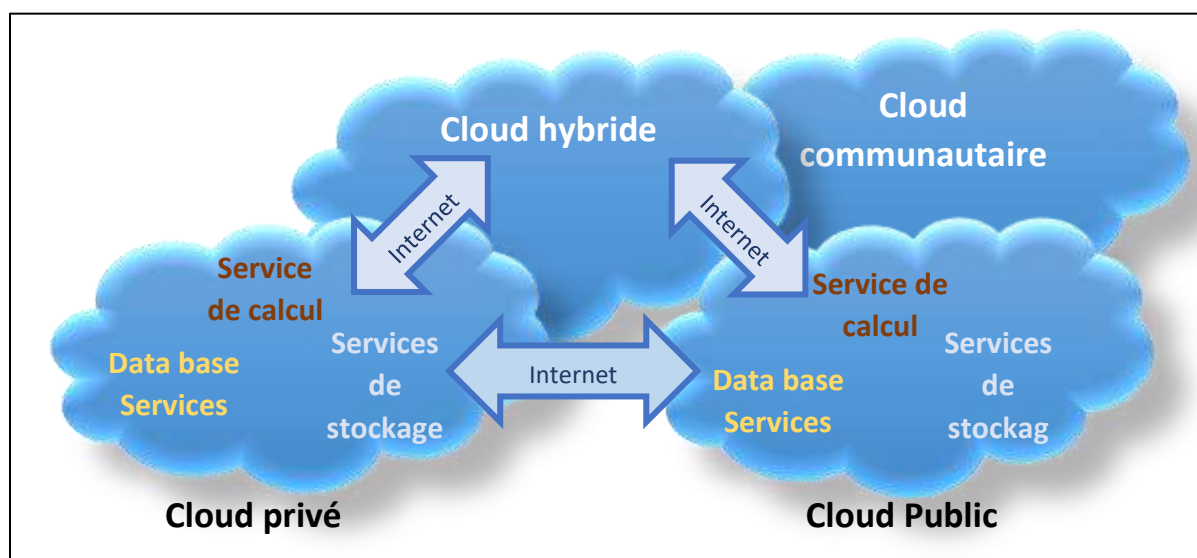 Cloud hybride
Cloud
communautaire
Internet
Internet
Service
de calcul
Data base
Services
Services
de
stockage
Internet
Service de
calcul
Data base
Services
Services
de
stockag
Cloud privé
Cloud Public